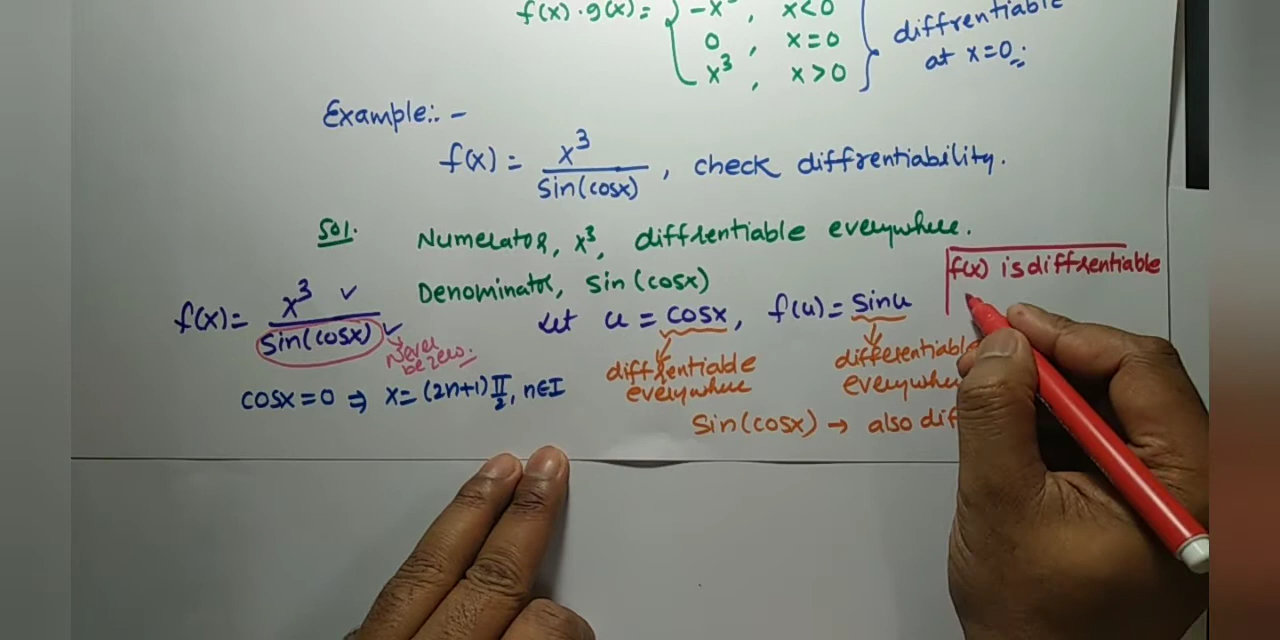 f(x)·g(x) = { -x³, x<0
0, x=0
x³, x>0 }
diffrentiable
at x=0
Example:-
f(x) = x³ / sin(cosx), check diffrentiability.
Sol.
Numerator, x³, diffrentiable everywhere.
Denominator, sin(cosx)
f(x) = x³ ✓ / sin(cosx) ✓
Never be zero.
Let u = cosx, f(u) = sinu
diffrentiable
everywhere
differentiable
cosx=0 ⇒ x=(2n+1)π/2, n∈I
sin(cosx) → also
f(x) is diffrentiable